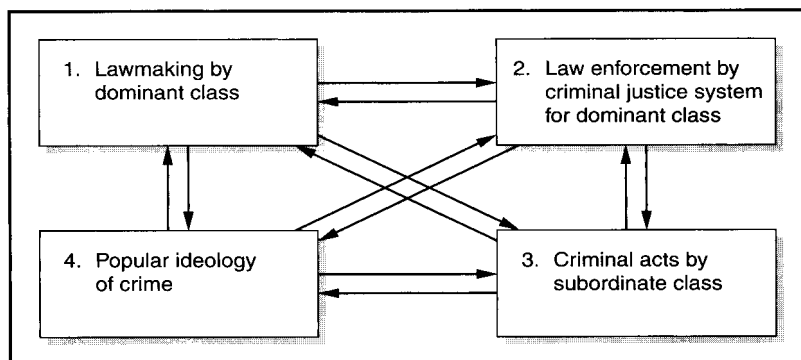 1. Lawmaking by
dominant class
2. Law enforcement by
criminal justice system
for dominant class
4. Popular ideology
of crime
3. Criminal acts by
subordinate class